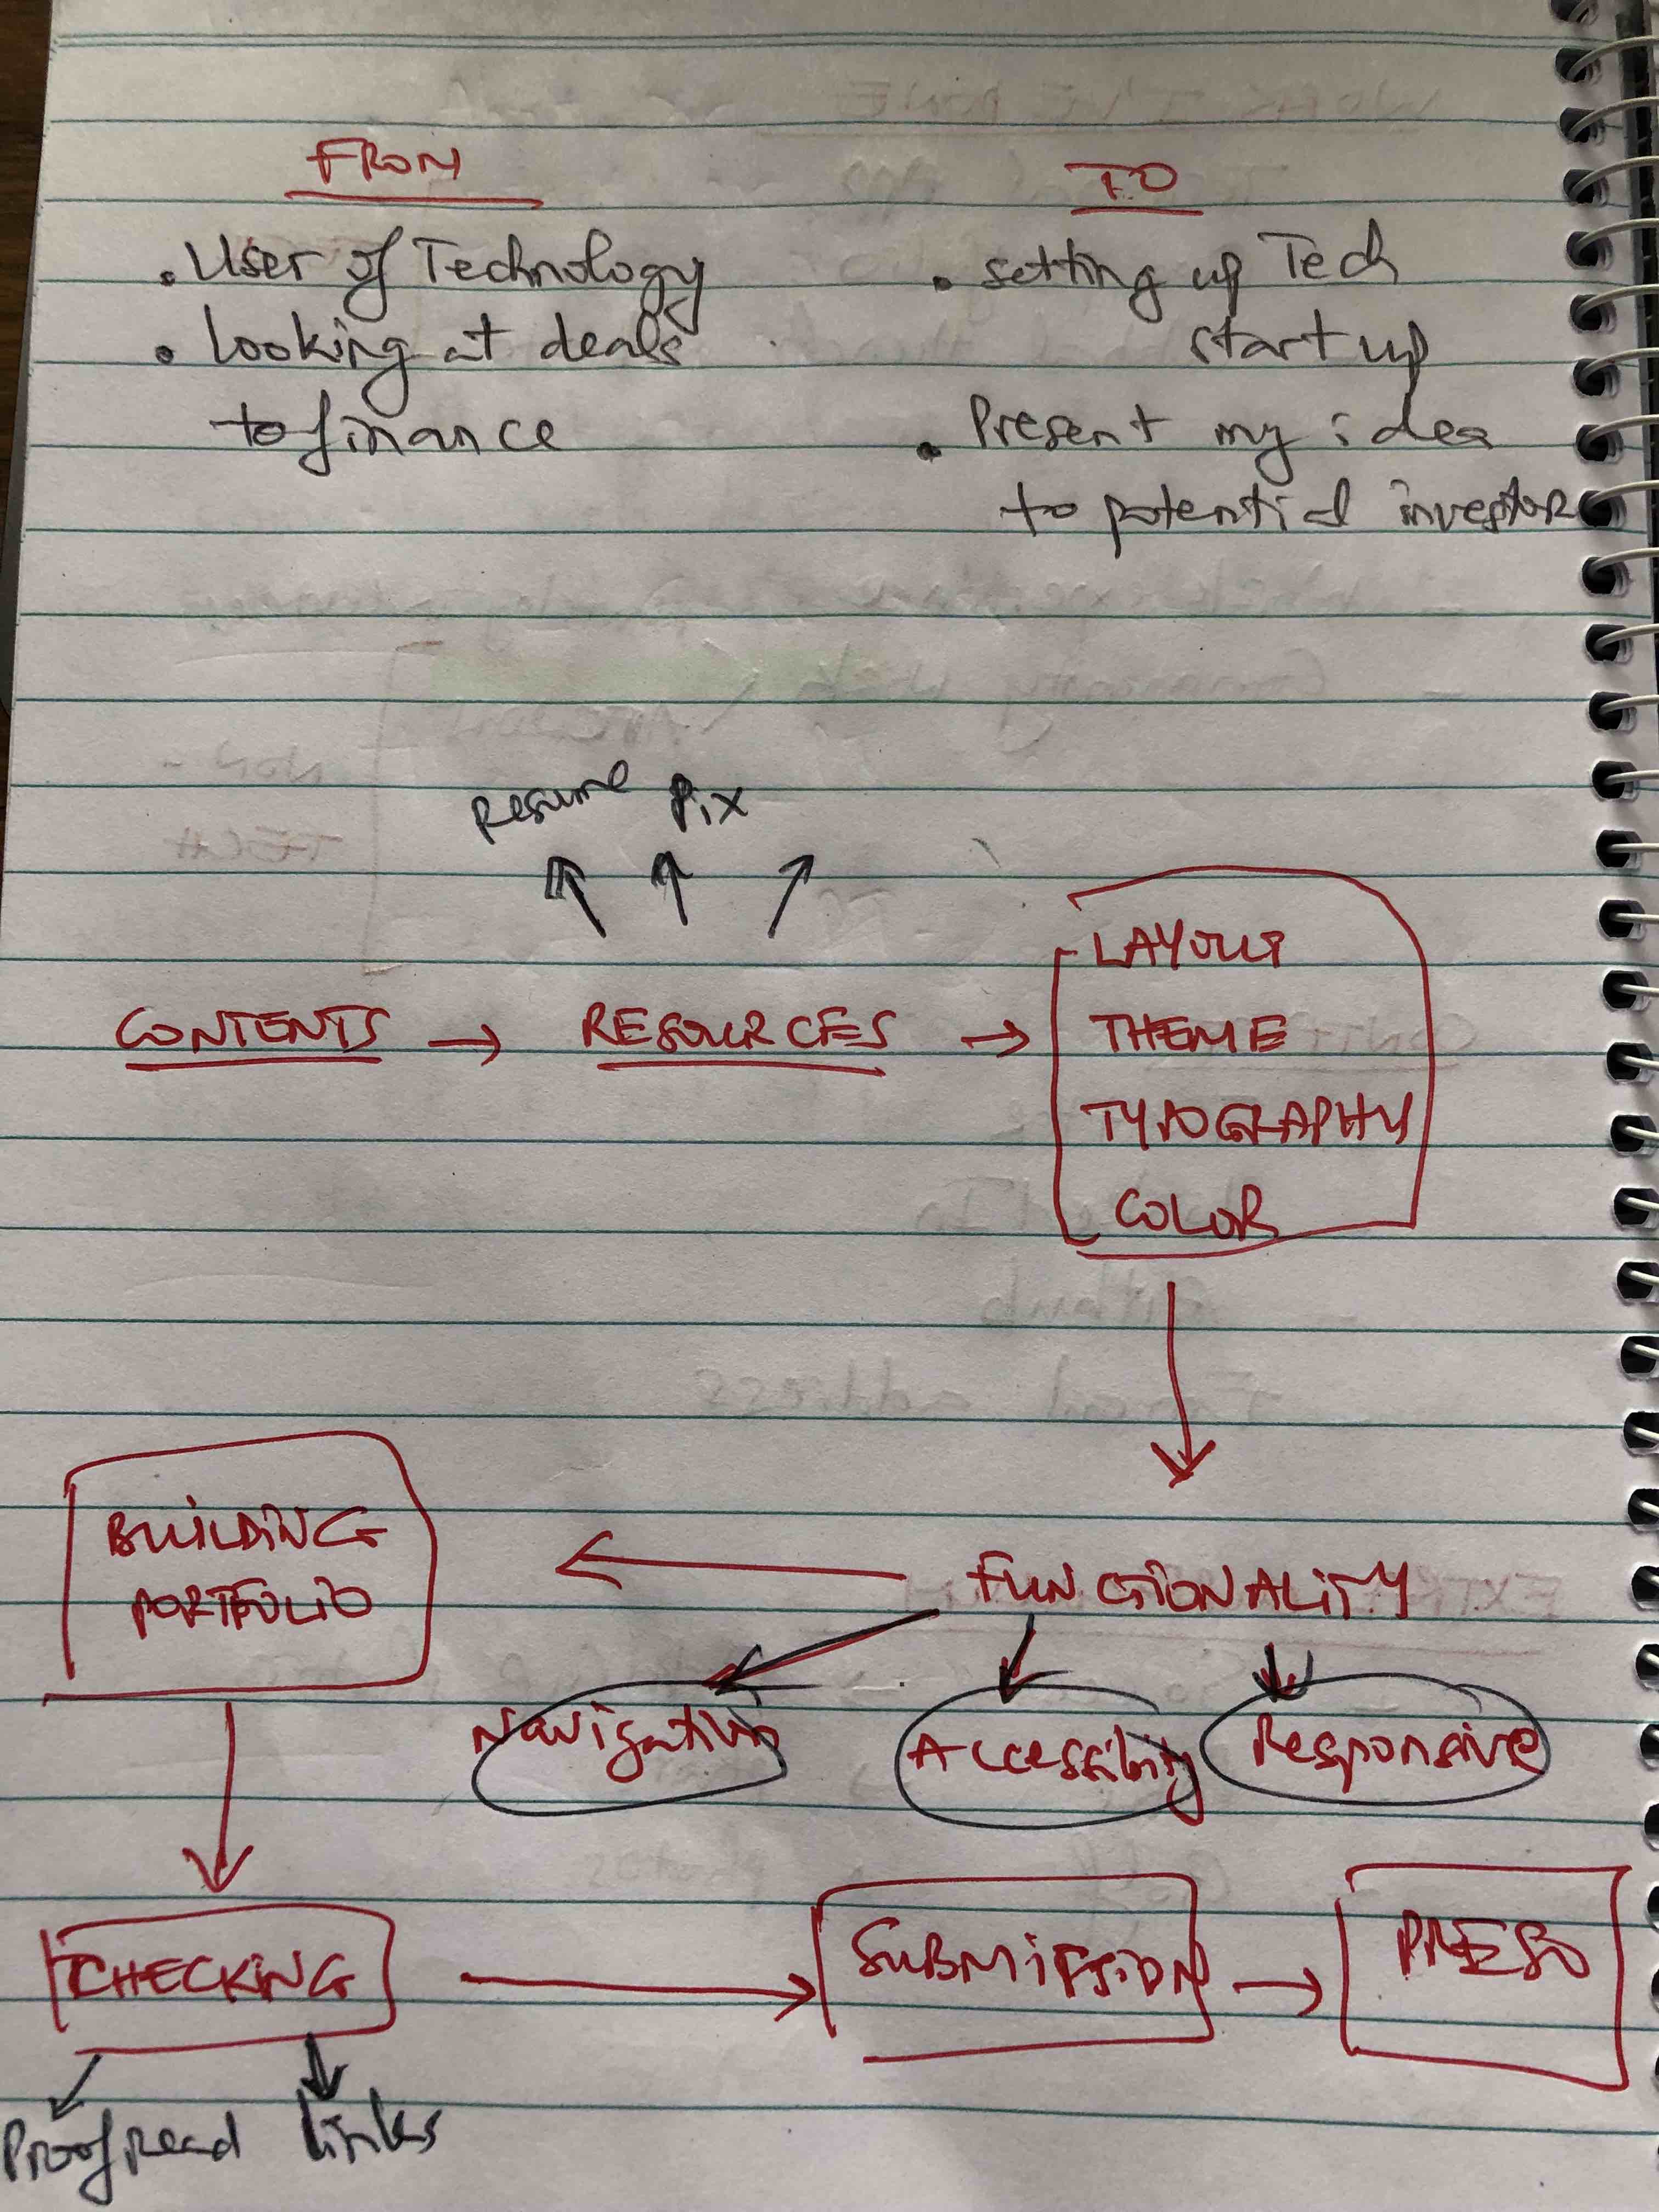 FROM
TO
. User of Technology
. looking at deals
to finance
. setting up Tech
start up
. Present my idea
to potential investor
Resume Pix
CONTENTS → RESOURCES →
LAYOUT
THEME
TYPOGRAPHY
COLOR
BUILDING
PORTFOLIO
FUNCTIONALITY
Navigation
Accessibility
Responsive
CHECKING
SUBMISSION
PRESS
Proofread links